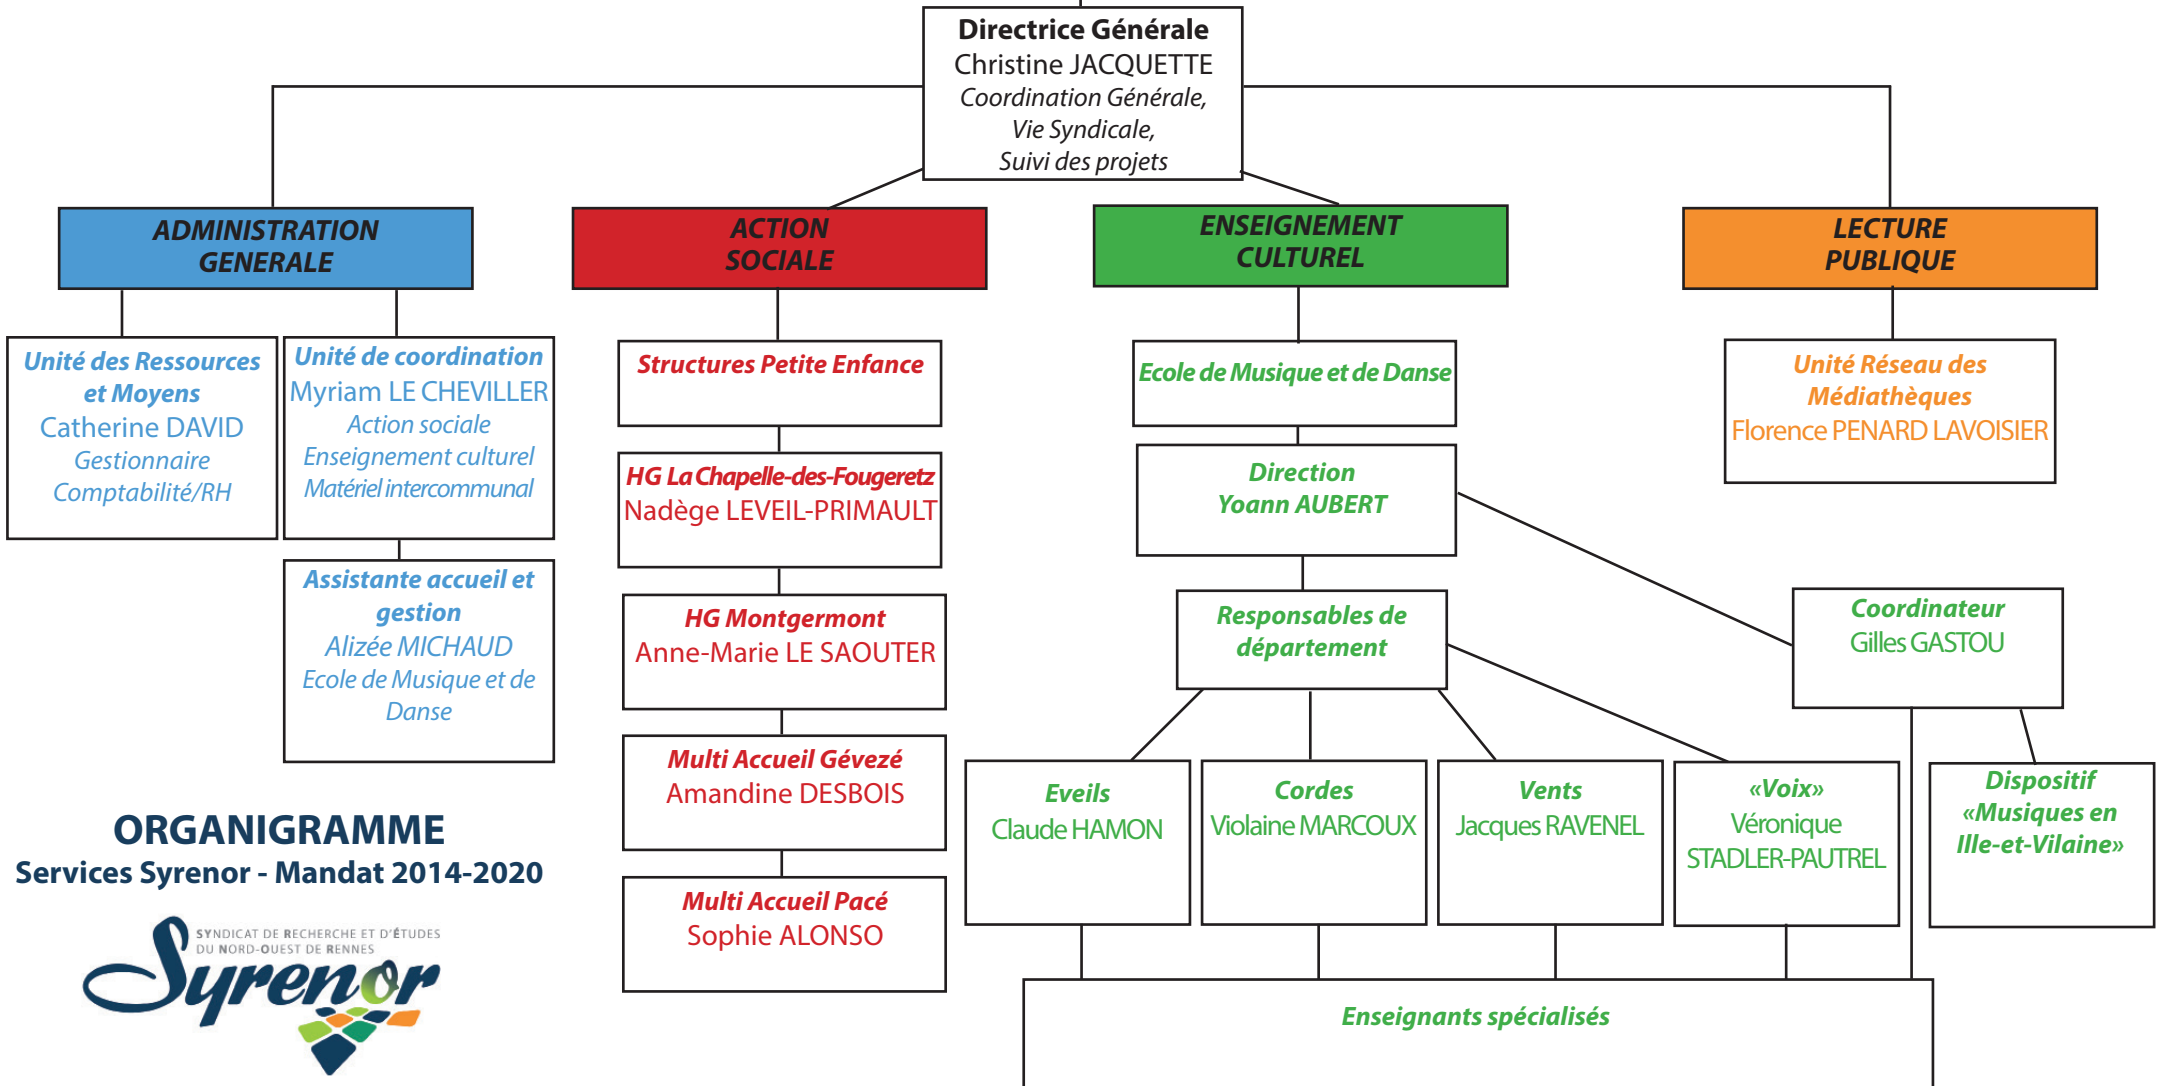 Directrice Générale
Christine JACQUETTE
Coordination Générale,
Vie Syndicale,
Suivi des projets
ADMINISTRATION
GENERALE
ACTION
SOCIALE
ENSEIGNEMENT
CULTUREL
LECTURE
PUBLIQUE
Unité des Ressources
et Moyens
Catherine DAVID
Gestionnaire
Comptabilité/RH
Unité de coordination
Myriam LE CHEVILLER
Action sociale
Enseignement culturel
Matériel intercommunal
Assistante accueil et
gestion
Alizée MICHAUD
Ecole de Musique et de
Danse
Structures Petite Enfance
HG La Chapelle-des-Fougeretz
Nadège LEVEIL-PRIMAULT
HG Montgermont
Anne-Marie LE SAOUTER
Multi Accueil Gévezé
Amandine DESBOIS
Multi Accueil Pacé
Sophie ALONSO
Ecole de Musique et de Danse
Direction
Yoann AUBERT
Responsables de
département
Coordinateur
Gilles GASTOU
Eveils
Claude HAMON
Cordes
Violaine MARCOUX
Vents
Jacques RAVENEL
«Voix»
Véronique
STADLER-PAUTREL
Dispositif
«Musiques en
Ille-et-Vilaine»
Enseignants spécialisés
Unité Réseau des
Médiathèques
Florence PENARD LAVOISIER
ORGANIGRAMME
Services Syrenor - Mandat 2014-2020
SYNDICAT DE RECHERCHE ET D'ÉTUDES
DU NORD-OUEST DE RENNES
Syrenor